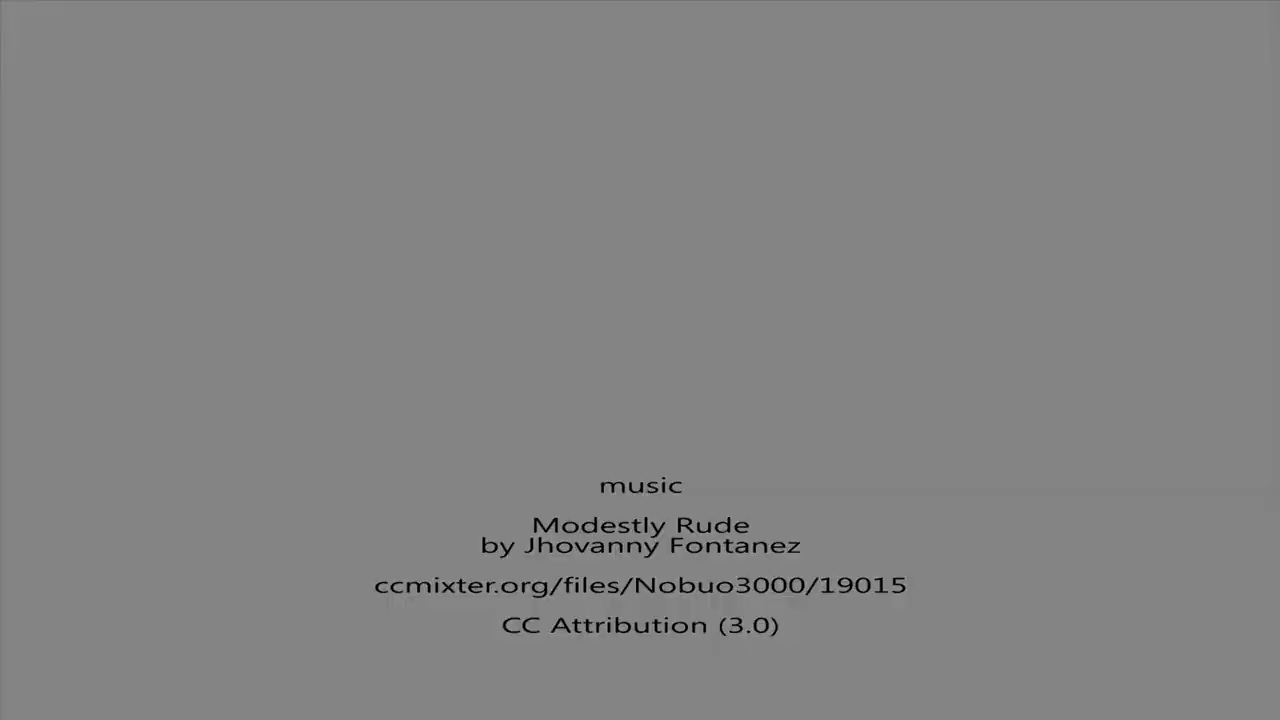 music
Modestly Rude
by Jhovanny Fontanez
ccmixter.org/files/Nobuo3000/19015
CC Attribution (3.0)